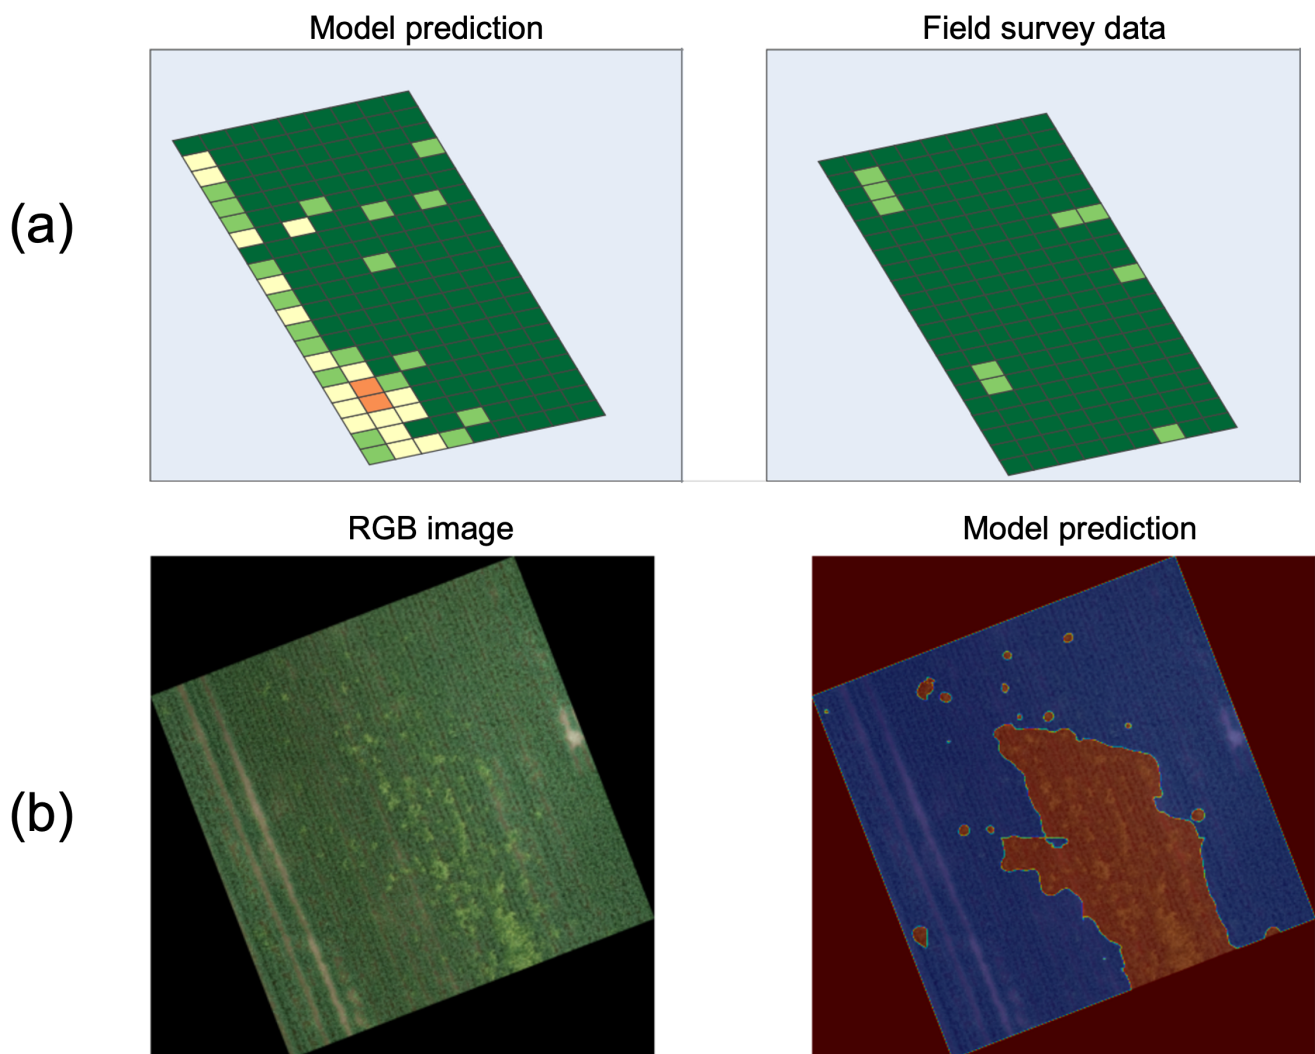 Model prediction
Field survey data
(a)
RGB image
Model prediction
(b)